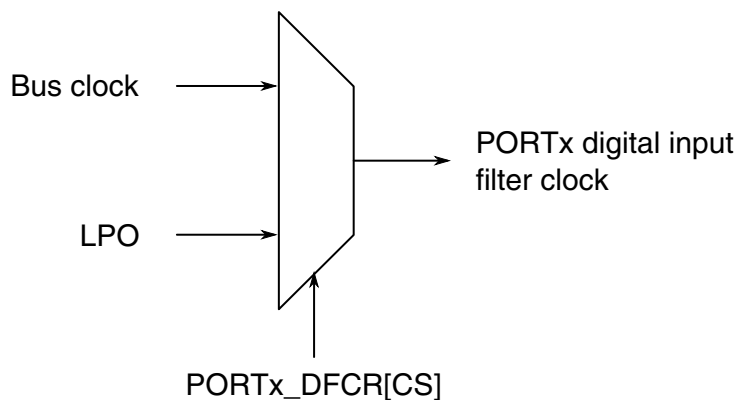 Bus clock
PORTx digital input
filter clock
LPO
PORTx_DFCR[CS]